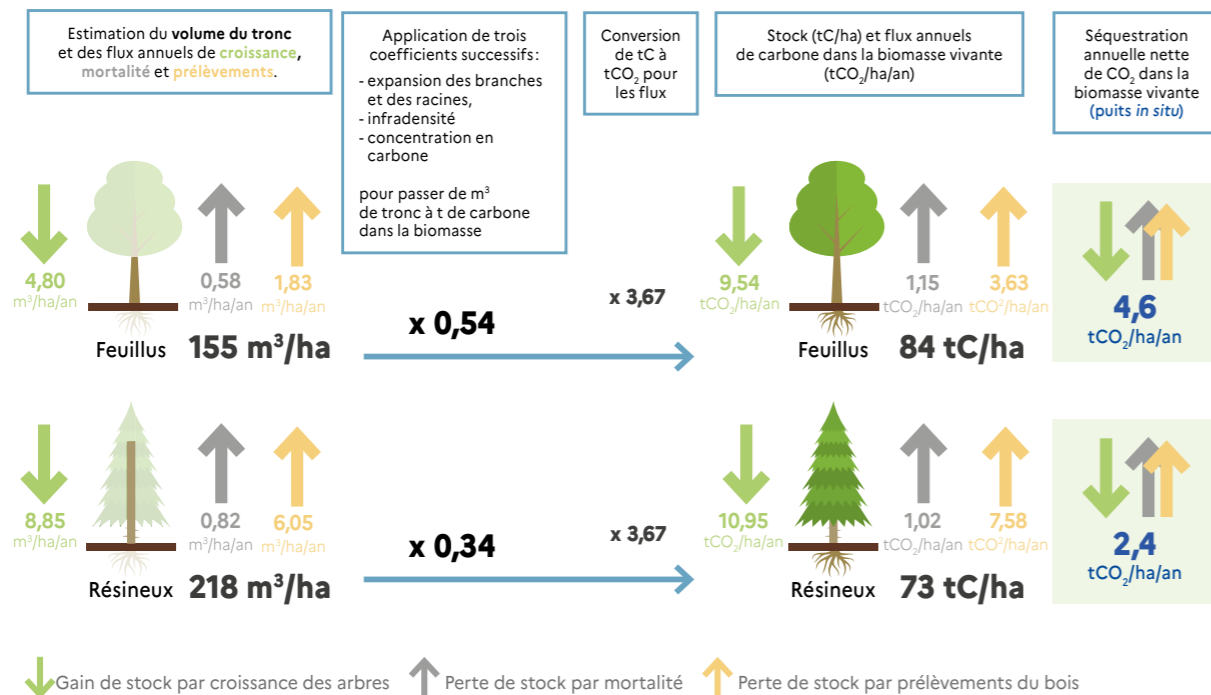 Estimation du volume du tronc
et des flux annuels de croissance,
mortalité et prélèvements.
Application de trois
coefficients successifs :
- expansion des branches
et des racines,
- infradensité
- concentration en
carbone
pour passer de m³
de tronc à t de carbone
dans la biomasse
Conversion
de tC à
tCO₂ pour
les flux
Stock (tC/ha) et flux annuels
de carbone dans la biomasse vivante
(tCO₂/ha/an)
Séquestration
annuelle nette
de CO₂ dans la
biomasse vivante
(puits in situ)
4,80
m³/ha/an
0,58
m³/ha/an
1,83
m³/ha/an
Feuillus 155 m³/ha
x 0,54
x 3,67
9,54
tCO₂/ha/an
1,15
tCO₂/ha/an
3,63
tCO²/ha/an
Feuillus 84 tC/ha
4,6
tCO₂/ha/an
8,85
m³/ha/an
0,82
m³/ha/an
6,05
m³/ha/an
Résineux 218 m³/ha
x 0,34
x 3,67
10,95
tCO₂/ha/an
1,02
tCO₂/ha/an
7,58
tCO²/ha/an
Résineux 73 tC/ha
2,4
tCO₂/ha/an
Gain de stock par croissance des arbres
Perte de stock par mortalité
Perte de stock par prélèvements du bois